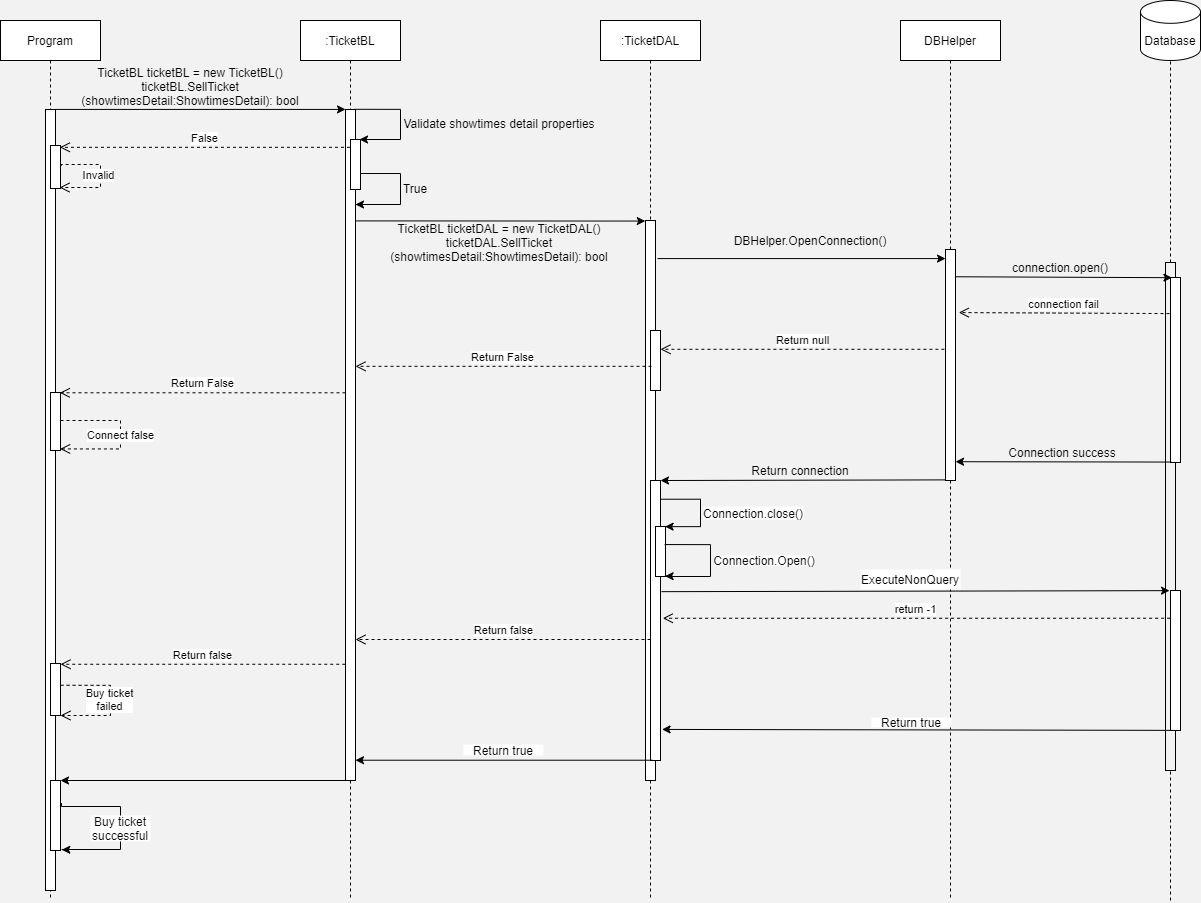 Program
:TicketBL
:TicketDAL
DBHelper
Database
TicketBL ticketBL = new TicketBL()
ticketBL.SellTicket
(showtimesDetail:ShowtimesDetail): bool
Validate showtimes detail properties
False
Invalid
True
TicketBL ticketDAL = new TicketDAL()
ticketDAL.SellTicket
(showtimesDetail:ShowtimesDetail): bool
DBHelper.OpenConnection()
connection.open()
connection fail
Return null
Return False
Return False
Connect false
Connection success
Return connection
Connection.close()
Connection.Open()
ExecuteNonQuery
return -1
Return false
Return false
Buy ticket
failed
Return true
Return true
Buy ticket
successful